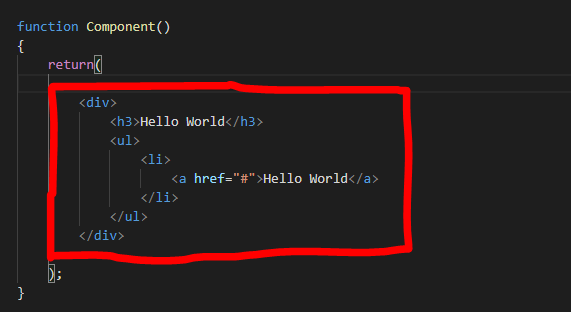 function Component()
{
    return(
        <div>
            <h3>Hello World</h3>
            <ul>
                <li>
                    <a href="#">Hello World</a>
                </li>
            </ul>
        </div>
    );
}